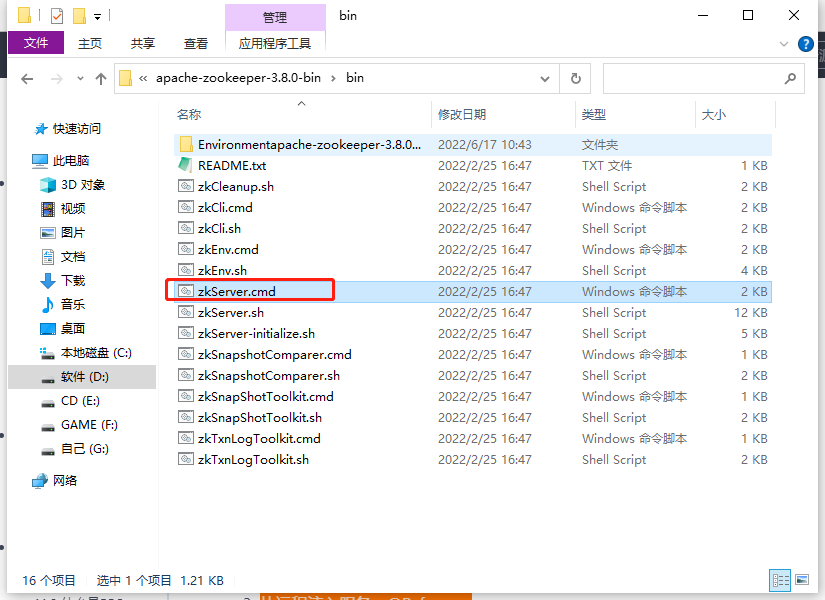 管理
bin
文件
主页
共享
查看
应用程序工具
« apache-zookeeper-3.8.0-bin › bin
名称
修改日期
类型
大小
快速访问
此电脑
3D 对象
视频
图片
文档
下载
音乐
桌面
本地磁盘 (C:)
软件 (D:)
CD (E:)
GAME (F:)
自己 (G:)
网络
Environmentapache-zookeeper-3.8.0... 2022/6/17 10:43 文件夹
README.txt 2022/2/25 16:47 TXT 文件 1 KB
zkCleanup.sh 2022/2/25 16:47 Shell Script 2 KB
zkCli.cmd 2022/2/25 16:47 Windows 命令脚本 2 KB
zkCli.sh 2022/2/25 16:47 Shell Script 2 KB
zkEnv.cmd 2022/2/25 16:47 Windows 命令脚本 2 KB
zkEnv.sh 2022/2/25 16:47 Shell Script 4 KB
zkServer.cmd 2022/2/25 16:47 Windows 命令脚本 2 KB
zkServer.sh 2022/2/25 16:47 Shell Script 12 KB
zkServer-initialize.sh 2022/2/25 16:47 Shell Script 5 KB
zkSnapshotComparer.cmd 2022/2/25 16:47 Windows 命令脚本 1 KB
zkSnapshotComparer.sh 2022/2/25 16:47 Shell Script 2 KB
zkSnapShotToolkit.cmd 2022/2/25 16:47 Windows 命令脚本 1 KB
zkSnapShotToolkit.sh 2022/2/25 16:47 Shell Script 2 KB
zkTxnLogToolkit.cmd 2022/2/25 16:47 Windows 命令脚本 1 KB
zkTxnLogToolkit.sh 2022/2/25 16:47 Shell Script 2 KB
16 个项目 选中 1 个项目 1.21 KB